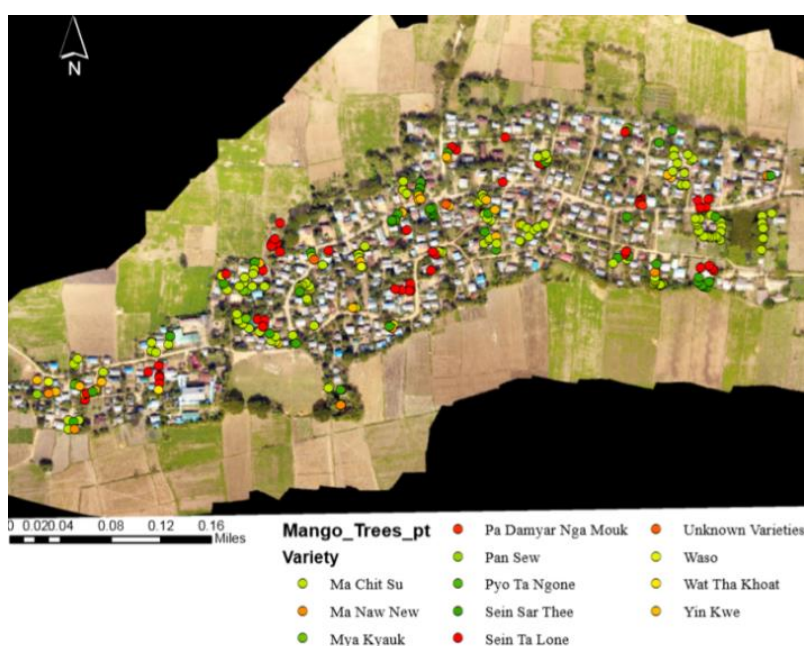 N
0 0.02 0.04 0.08 0.12 0.16
Miles
Mango_Trees_pt
Variety
Ma Chit Su
Ma Naw New
Mya Kyauk
Pa Damyar Nga Mouk
Pan Sew
Pyo Ta Ngone
Sein Sar Thee
Sein Ta Lone
Unknown Varieties
Waso
Wat Tha Khoat
Yin Kwe